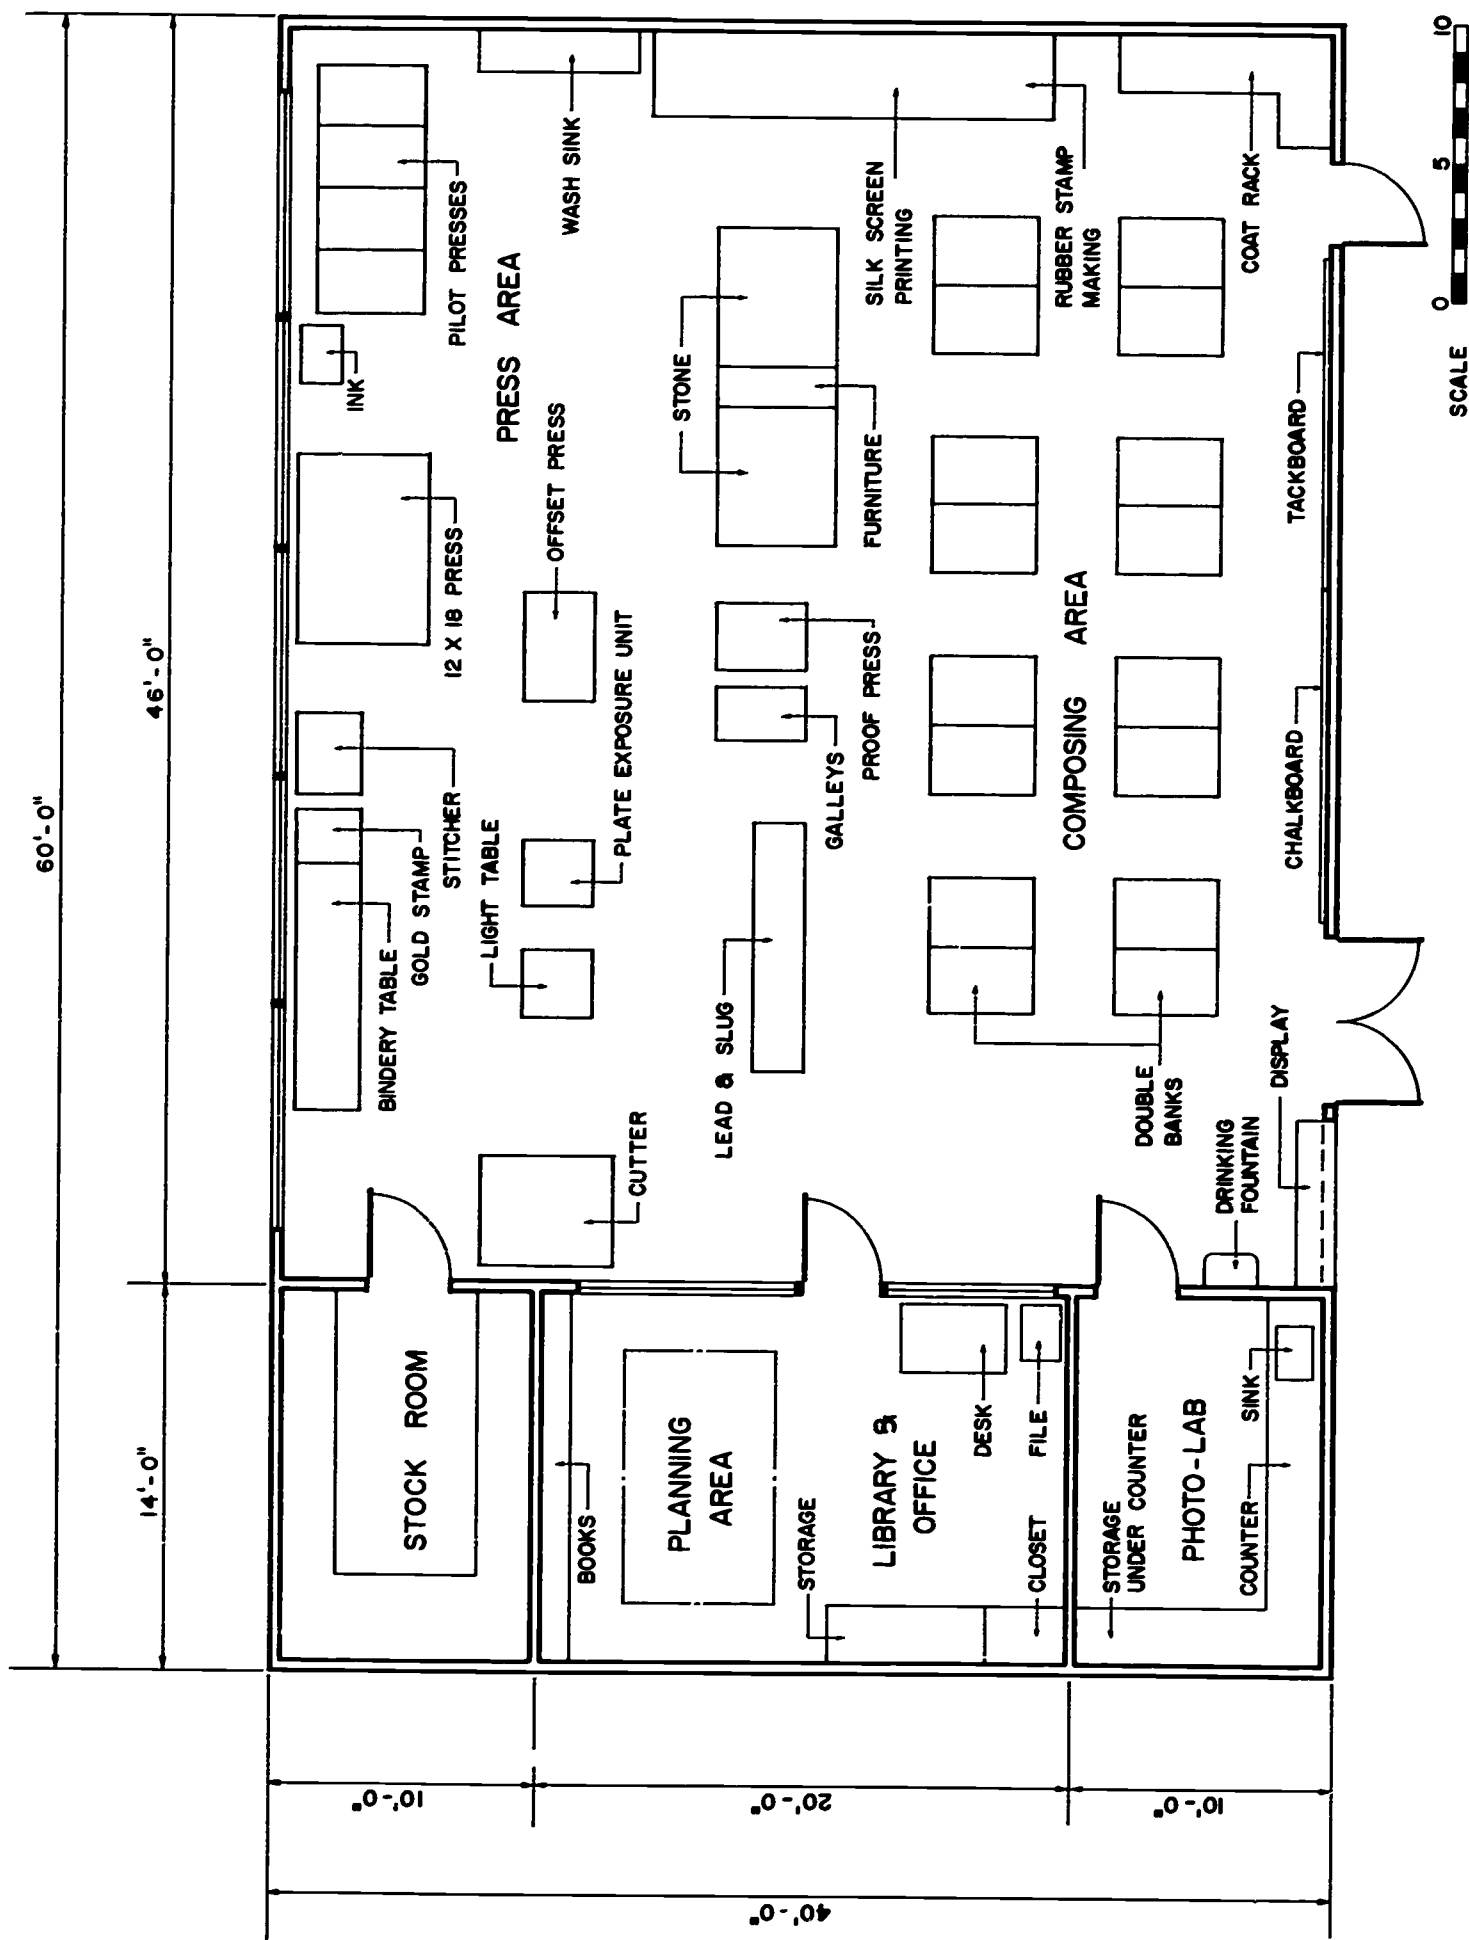 60'-0"
14'-0"
46'-0"
40'-0"
10'-0"
20'-0"
10'-0"
STOCK ROOM
BOOKS
PLANNING
AREA
STORAGE
LIBRARY &
OFFICE
DESK
FILE
CLOSET
STORAGE
UNDER COUNTER
PHOTO-LAB
COUNTER
SINK
BINDERY TABLE
GOLD STAMP
STITCHER
12 X 18 PRESS
INK
PILOT PRESSES
LIGHT TABLE
PLATE EXPOSURE UNIT
OFFSET PRESS
PRESS AREA
WASH SINK
CUTTER
LEAD & SLUG
GALLEYS
PROOF PRESS
STONE
FURNITURE
SILK SCREEN
PRINTING
RUBBER STAMP
MAKING
COMPOSING AREA
DOUBLE
BANKS
DRINKING
FOUNTAIN
DISPLAY
CHALKBOARD
TACKBOARD
COAT RACK
SCALE
0 5 10